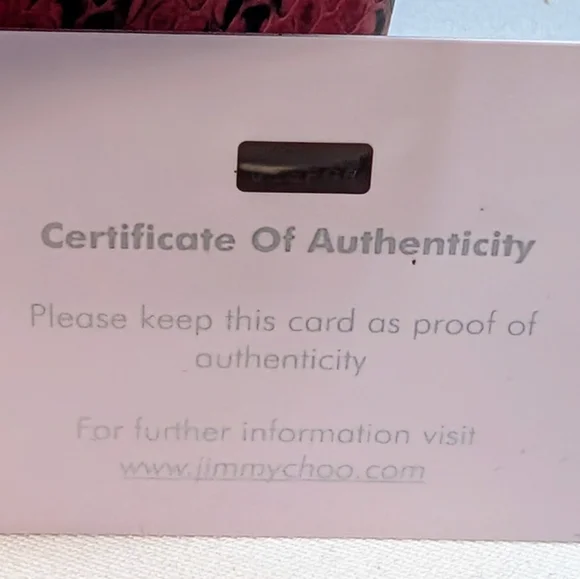 Certificate Of Authenticity
Please keep this card as proof of
authenticity
For further information visit
www.jimmychoo.com